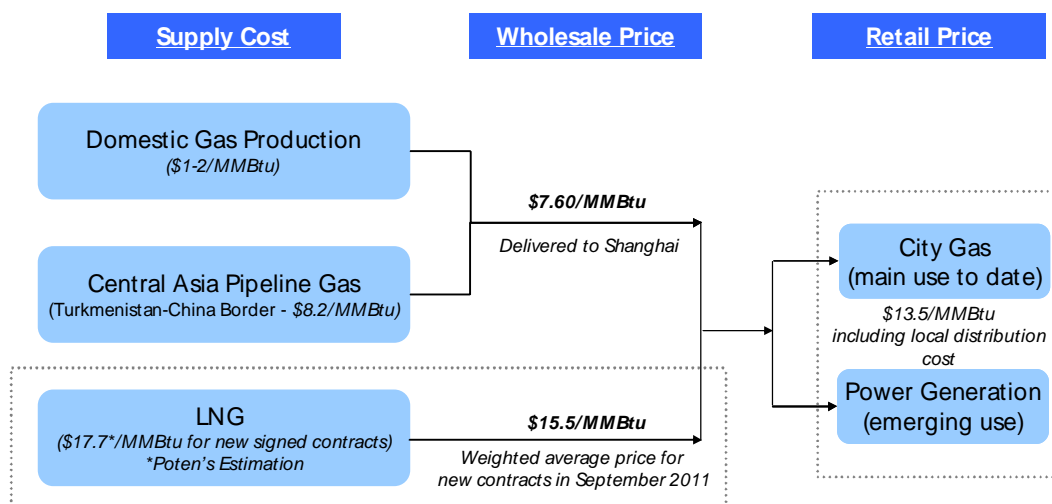 Supply Cost
Wholesale Price
Retail Price
Domestic Gas Production
($1-2/MMBtu)
$7.60/MMBtu
Delivered to Shanghai
Central Asia Pipeline Gas
(Turkmenistan-China Border - $8.2/MMBtu)
City Gas
(main use to date)
$13.5/MMBtu
including local distribution
cost
Power Generation
(emerging use)
LNG
($17.7*/MMBtu for new signed contracts)
*Poten's Estimation
$15.5/MMBtu
Weighted average price for
new contracts in September 2011